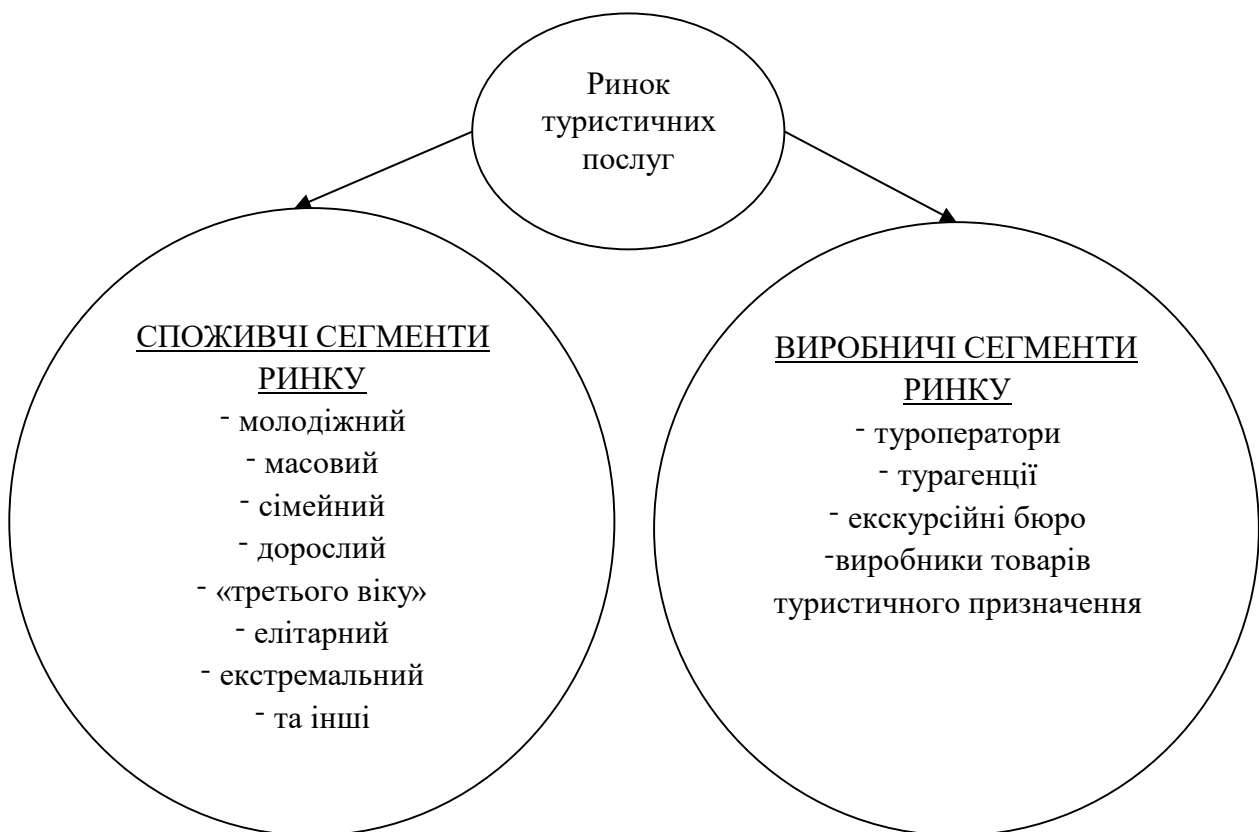 Ринок
туристичних
послуг
СПОЖИВЧІ СЕГМЕНТИ
РИНКУ
- молодіжний
- масовий
- сімейний
- дорослий
- «третього віку»
- елітарний
- екстремальний
- та інші
ВИРОБНИЧІ СЕГМЕНТИ
РИНКУ
- туроператори
- турагенції
- екскурсійні бюро
-виробники товарів
туристичного призначення